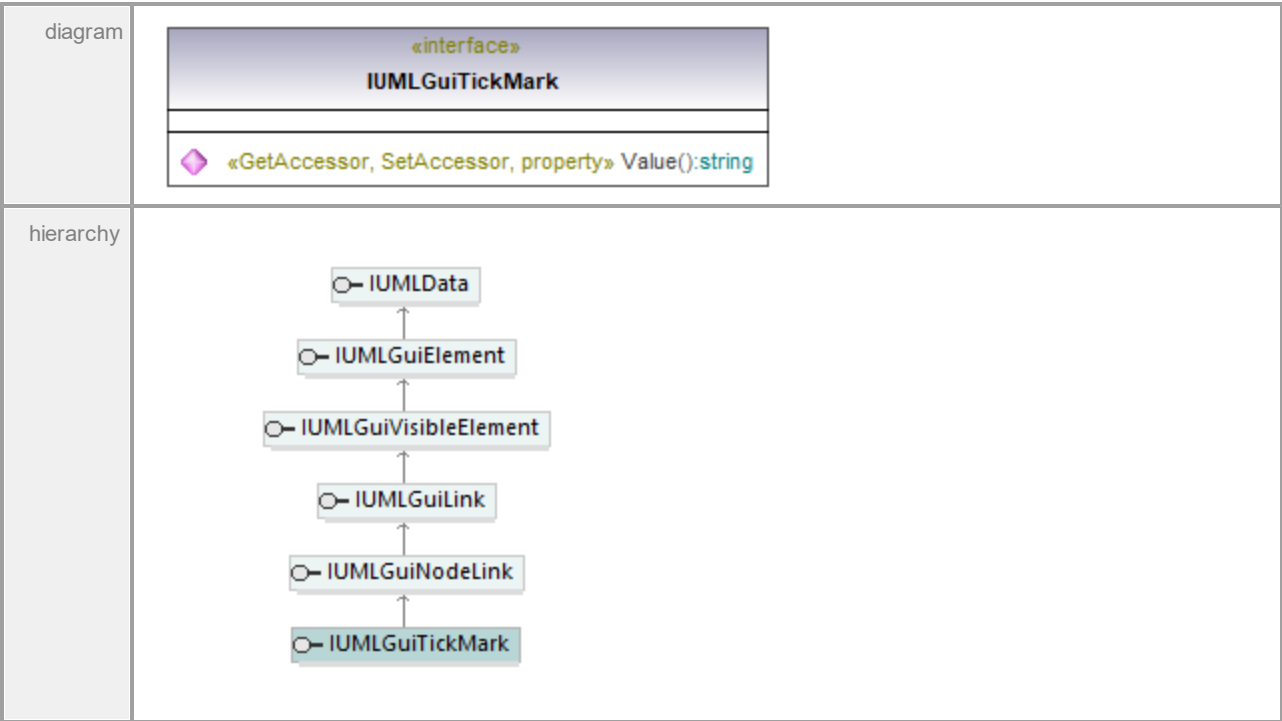 diagram
«interface»
IUMLGuiTickMark
«GetAccessor, SetAccessor, property» Value():string
hierarchy
IUMLData
IUMLGuiElement
IUMLGuiVisibleElement
IUMLGuiLink
IUMLGuiNodeLink
IUMLGuiTickMark